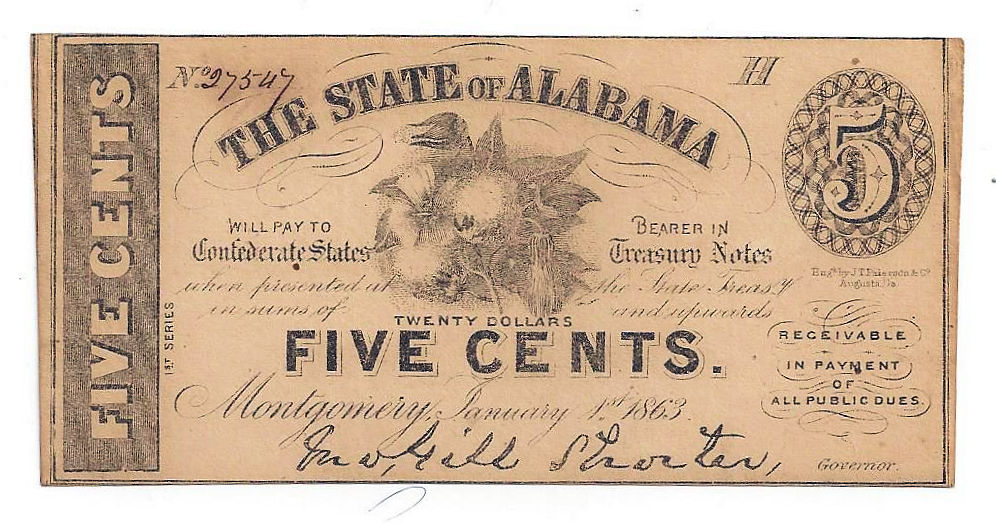 FIVE CENTS
No. 27547
H
THE STATE OF ALABAMA
5
WILL PAY TO
BEARER IN
Confederate States
Treasury Notes
when presented at
the State Treasy
in sums of
and upwards
TWENTY DOLLARS
FIVE CENTS.
1ST SERIES
Montgomery, January 1st 1863.
Jno, Gill Shorter,
Governor.
Engd by J.T. Paterson & Co
Augusta, Ga.
RECEIVABLE
IN PAYMENT
OF
ALL PUBLIC DUES.